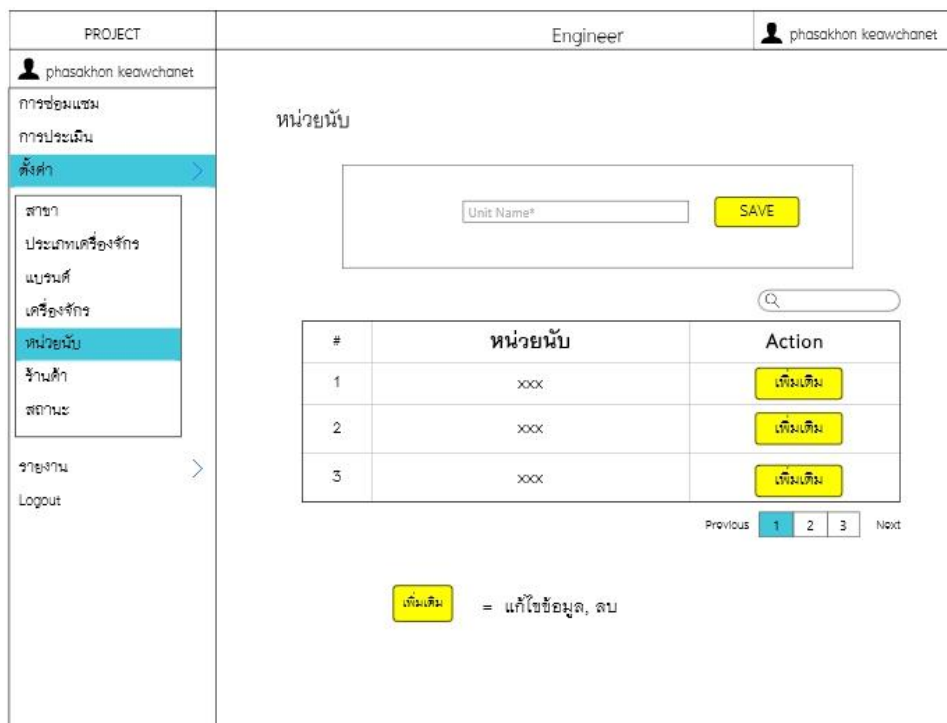 PROJECT
Engineer
phasakhon keawchanet
phasakhon keawchanet
การซ่อมแซม
การประเมิน
ตั้งค่า
สาขา
ประเภทเครื่องจักร
แบรนด์
เครื่องจักร
หน่วยนับ
ร้านค้า
สถานะ
รายงาน
Logout
หน่วยนับ
Unit Name*
SAVE
# หน่วยนับ Action
1 xxx เพิ่มเติม
2 xxx เพิ่มเติม
3 xxx เพิ่มเติม
Previous 1 2 3 Next
เพิ่มเติม = แก้ไขข้อมูล, ลบ